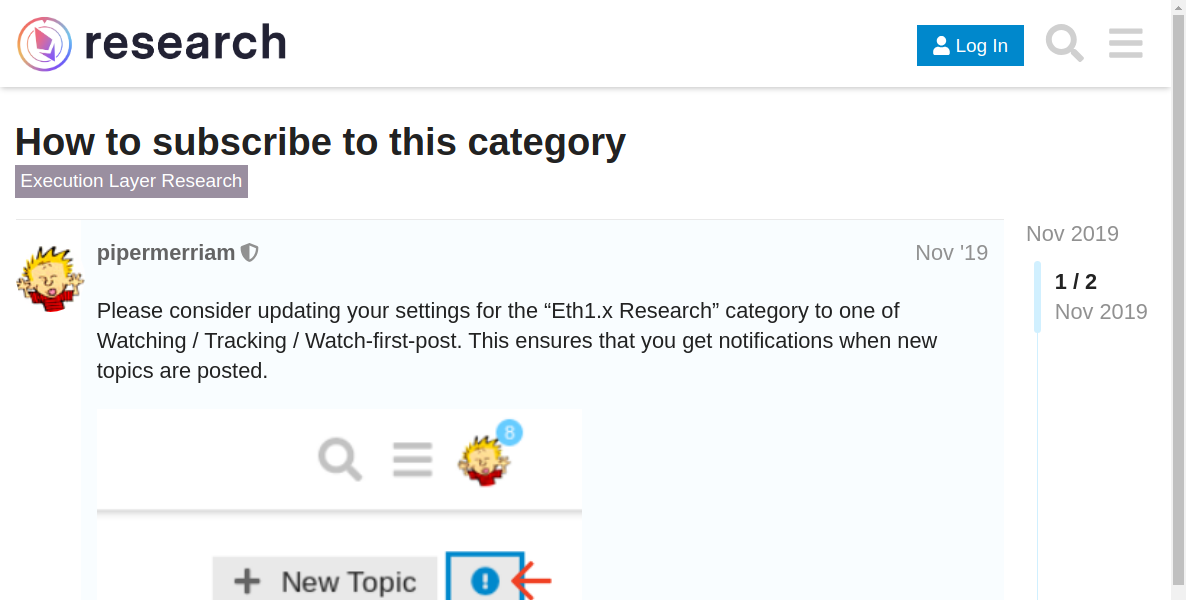 research
Log In
How to subscribe to this category
Execution Layer Research
Nov 2019
pipermerriam
Nov '19
1 / 2
Nov 2019
Please consider updating your settings for the “Eth1.x Research” category to one of
Watching / Tracking / Watch-first-post. This ensures that you get notifications when new
topics are posted.
8
+ New Topic